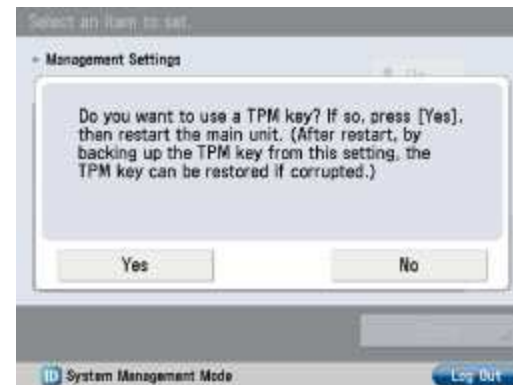 Select an item to set.
Management Settings
Do you want to use a TPM key? If so, press [Yes],
then restart the main unit. (After restart, by
backing up the TPM key from this setting, the
TPM key can be restored if corrupted.)
Yes
No
ID System Management Mode
Log Out